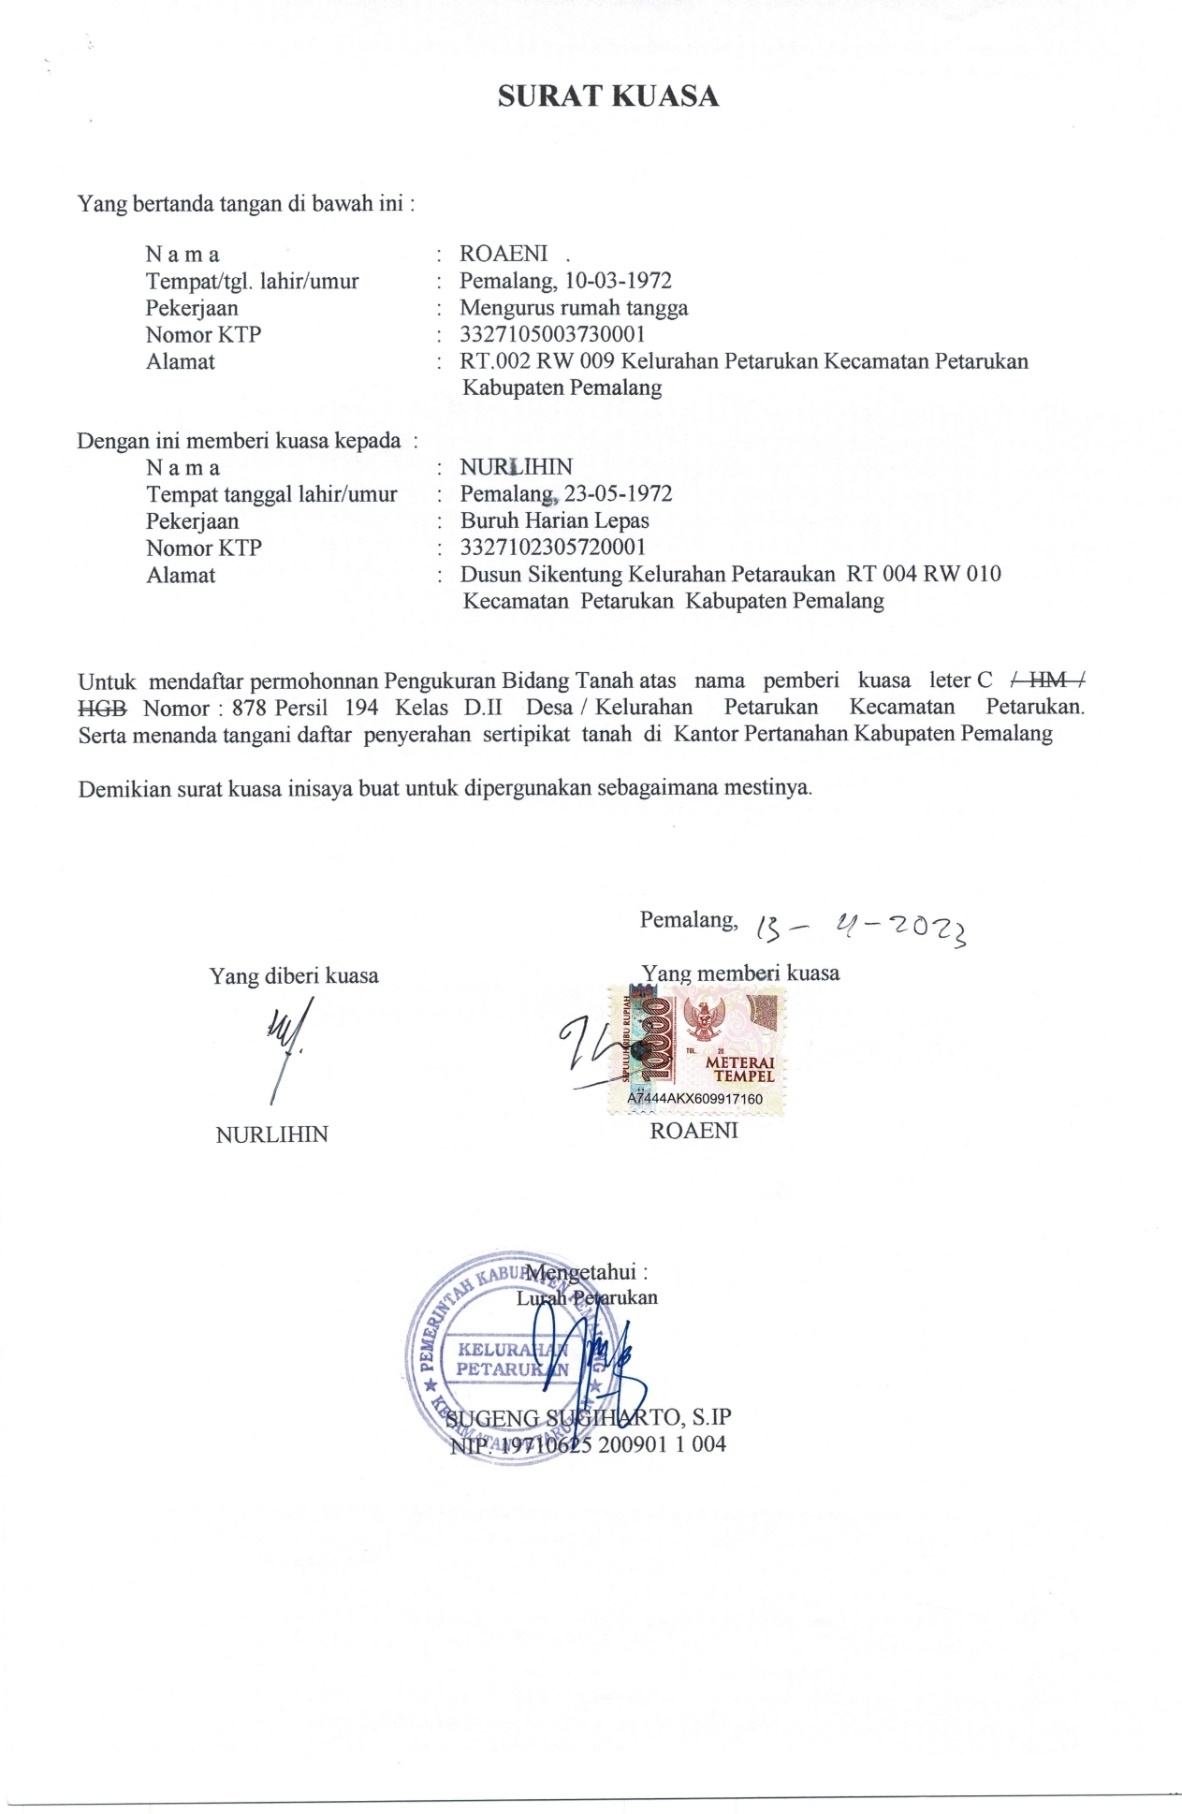 SURAT KUASA
Yang bertanda tangan di bawah ini :
N a m a : ROAENI .
Tempat/tgl. lahir/umur : Pemalang, 10-03-1972
Pekerjaan : Mengurus rumah tangga
Nomor KTP : 3327105003730001
Alamat : RT.002 RW 009 Kelurahan Petarukan Kecamatan Petarukan
Kabupaten Pemalang
Dengan ini memberi kuasa kepada :
N a m a : NURLIHIN
Tempat tanggal lahir/umur : Pemalang, 23-05-1972
Pekerjaan : Buruh Harian Lepas
Nomor KTP : 3327102305720001
Alamat : Dusun Sikentung Kelurahan Petaraukan RT 004 RW 010
Kecamatan Petarukan Kabupaten Pemalang
Untuk mendaftar permohonnan Pengukuran Bidang Tanah atas nama pemberi kuasa leter C / HM /
HGB Nomor : 878 Persil 194 Kelas D.II Desa / Kelurahan Petarukan Kecamatan Petarukan.
Serta menanda tangani daftar penyerahan sertipikat tanah di Kantor Pertanahan Kabupaten Pemalang
Demikian surat kuasa inisaya buat untuk dipergunakan sebagaimana mestinya.
Pemalang, 13 - 4 - 2023
Yang diberi kuasa
Yang memberi kuasa
SEPULUH RIBU RUPIAH
10000
TGL. 20
METERAI
TEMPEL
A7444AKX609917160
NURLIHIN
ROAENI
Mengetahui :
Lurah Petarukan
PEMERINTAH KABUPATEN PEMALANG
KELURAHAN
PETARUKAN
KECAMATAN PETARUKAN
SUGENG SUGIHARTO, S.IP
NIP. 19710625 200901 1 004